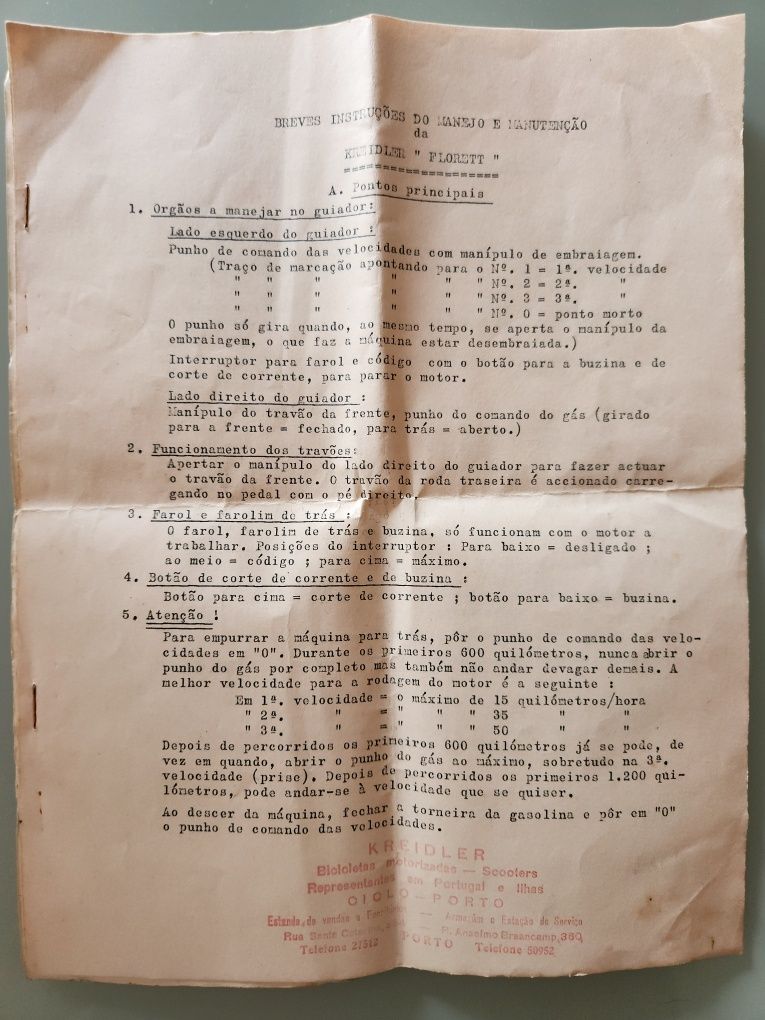 BREVES INSTRUÇÕES DO MANEJO E MANUTENÇÃO
da
KREIDLER " FLORETT "
====================
A. Pontos principais
1. Orgãos a manejar no guiador:
Lado esquerdo do guiador :
Punho de comando das velocidades com manípulo de embraiagem.
(Traço de marcação apontando para o Nº. 1 = 1ª. velocidade
" " " " " " " Nº. 2 = 2ª. "
" " " " " " " Nº. 3 = 3ª. "
" " " " " " " Nº. 0 = ponto morto
O punho só gira quando, ao mesmo tempo, se aperta o manípulo da
embraiagem, o que faz a máquina estar desembraiada.)
Interruptor para farol e código com o botão para a buzina e de
corte de corrente, para parar o motor.
Lado direito do guiador :
Manípulo do travão da frente, punho do comando do gás (girado
para a frente = fechado, para trás = aberto.)
2. Funcionamento dos travões:
Apertar o manípulo do lado direito do guiador para fazer actuar
o travão da frente. O travão da roda traseira é accionado carre-
gando no pedal com o pé direito.
3. Farol e farolim de trás :
O farol, farolim de trás e buzina, só funcionam com o motor a
trabalhar. Posições do interruptor : Para baixo = desligado ;
ao meio = código ; para cima = máximo.
4. Botão de corte de corrente e de buzina :
Botão para cima = corte de corrente ; botão para baixo = buzina.
5. Atenção !
Para empurrar a máquina para trás, pôr o punho de comando das velo-
cidades em "0". Durante os primeiros 600 quilómetros, nunca abrir o
punho do gás por completo mas também não andar devagar demais. A
melhor velocidade para a rodagem do motor é a seguinte :
Em 1ª. velocidade = o máximo de 15 quilómetros/hora
" 2ª. " = " " " 35 " "
" 3ª. " = " " " 50 " "
Depois de percorridos os primeiros 600 quilómetros já se pode, de
vez em quando, abrir o punho do gás ao máximo, sobretudo na 3ª.
velocidade (prise). Depois de percorridos os primeiros 1.200 qui-
lómetros, pode andar-se à velocidade que se quiser.
Ao descer da máquina, fechar a torneira da gasolina e pôr em "0"
o punho de comando das velocidades.
KREIDLER
Bicicletas motorizadas — Scooters
Representantes em Portugal e Ilhas
CICLO-PORTO
Estanda de vendas e — Armazém e Estação de Serviço
Rua Santa — R. Anselmo Braancamp, 360
Telefone 27512 PORTO Telefone 50952